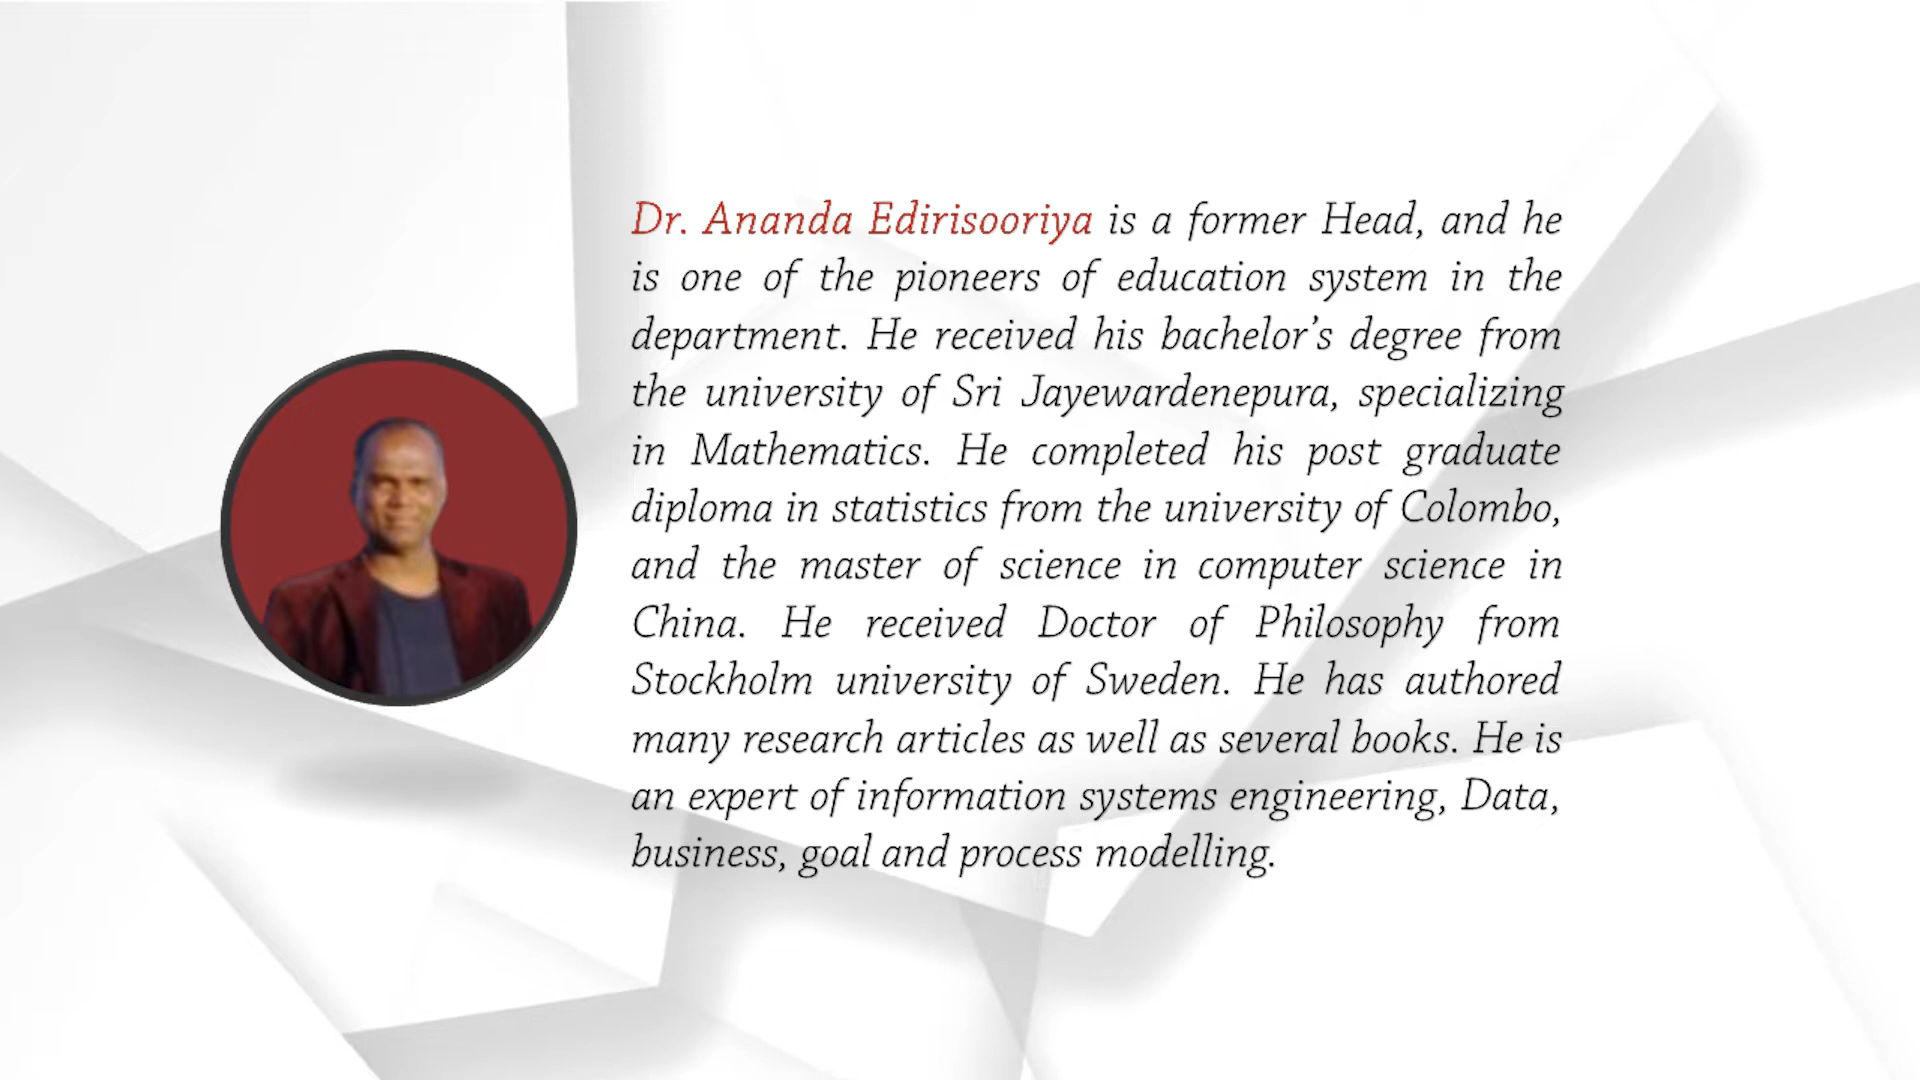 Dr. Ananda Edirisooriya is a former Head, and he
is one of the pioneers of education system in the
department. He received his bachelor’s degree from
the university of Sri Jayewardenepura, specializing
in Mathematics. He completed his post graduate
diploma in statistics from the university of Colombo,
and the master of science in computer science in
China. He received Doctor of Philosophy from
Stockholm university of Sweden. He has authored
many research articles as well as several books. He is
an expert of information systems engineering, Data,
business, goal and process modelling.